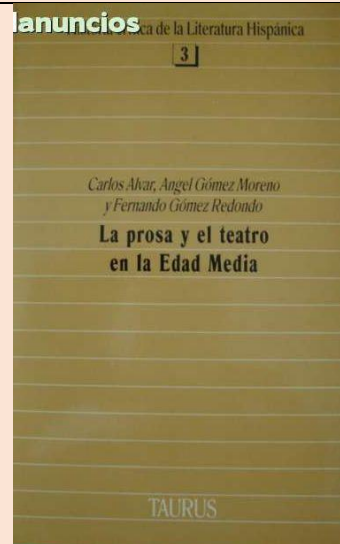 lanuncios
de la Literatura Hispánica
3
Carlos Alvar, Angel Gómez Moreno
y Fernando Gómez Redondo
La prosa y el teatro
en la Edad Media
TAURUS